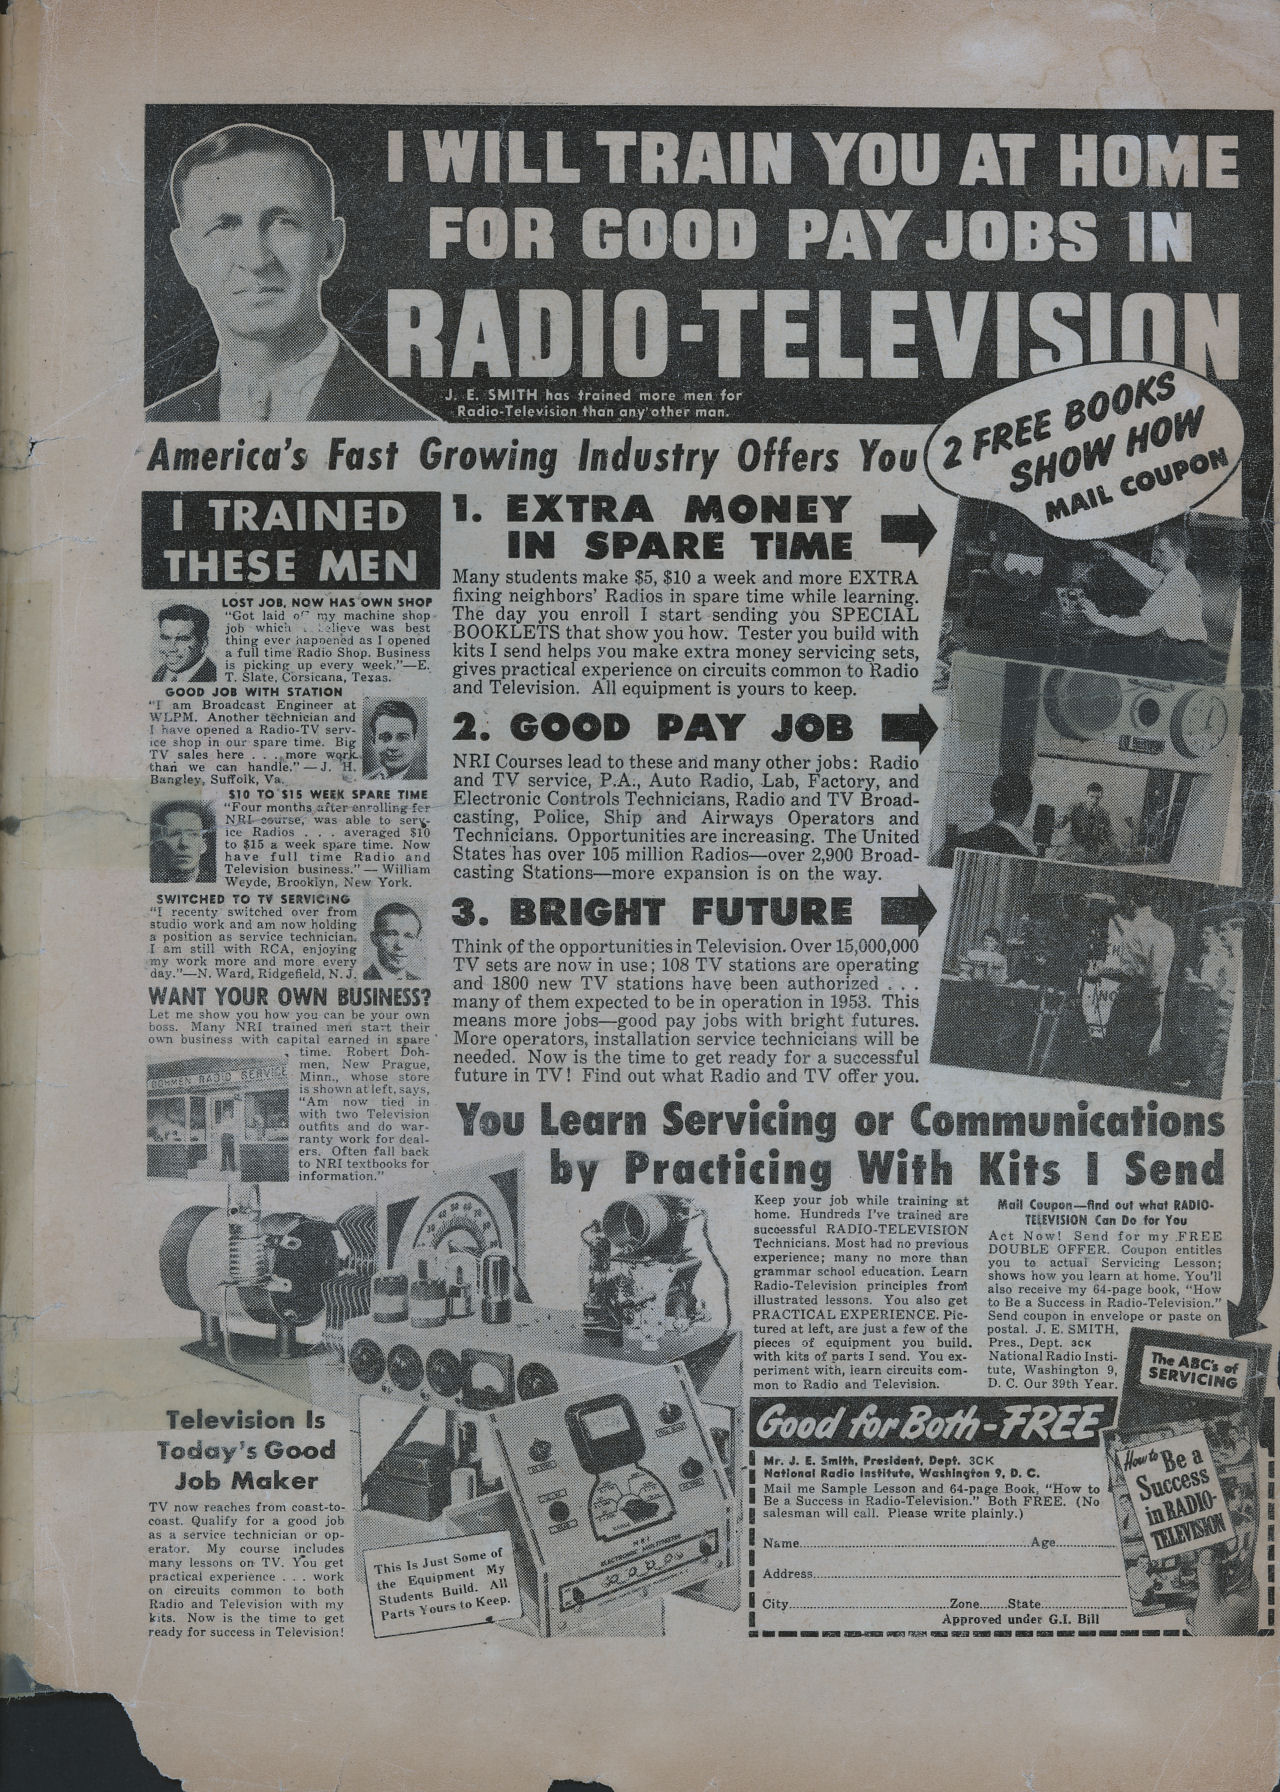 I WILL TRAIN YOU AT HOME
FOR GOOD PAY JOBS IN
RADIO-TELEVISION
J. E. SMITH has trained more men for
Radio-Television than any other man.
2 FREE BOOKS
SHOW HOW
MAIL COUPON
America's Fast Growing Industry Offers You
I TRAINED
THESE MEN
LOST JOB, NOW HAS OWN SHOP
"Got laid of my machine shop
job which believe was best
thing ever happened as I opened
a full time Radio Shop. Business
is picking up every week."—E.
T. Slate, Corsicana, Texas.
GOOD JOB WITH STATION
"I am Broadcast Engineer at
WLPM. Another technician and
I have opened a Radio-TV serv-
ice shop in our spare time. Big
TV sales here . . . more work
than we can handle."—J. H.
Bangley, Suffolk, Va.
$10 TO $15 WEEK SPARE TIME
"Four months after enrolling for
NRI course, was able to serv-
ice Radios . . . averaged $10
to $15 a week spare time. Now
have full time Radio and
Television business."—William
Weyde, Brooklyn, New York.
SWITCHED TO TV SERVICING
"I recenty switched over from
studio work and am now holding
a position as service technician.
I am still with RCA, enjoying
my work more and more every
day."—N. Ward, Ridgefield, N. J.
WANT YOUR OWN BUSINESS?
Let me show you how you can be your own
boss. Many NRI trained men start their
own business with capital earned in spare
time. Robert Doh-
men, New Prague,
Minn., whose store
is shown at left, says,
"Am now tied in
with two Television
outfits and do war-
ranty work for deal-
ers. Often fall back
to NRI textbooks for
information."
DOHMEN RADIO SERVICE
1. EXTRA MONEY
IN SPARE TIME
Many students make $5, $10 a week and more EXTRA
fixing neighbors' Radios in spare time while learning.
The day you enroll I start sending you SPECIAL
BOOKLETS that show you how. Tester you build with
kits I send helps you make extra money servicing sets,
gives practical experience on circuits common to Radio
and Television. All equipment is yours to keep.
2. GOOD PAY JOB
NRI Courses lead to these and many other jobs: Radio
and TV service, P.A., Auto Radio, Lab, Factory, and
Electronic Controls Technicians, Radio and TV Broad-
casting, Police, Ship and Airways Operators and
Technicians. Opportunities are increasing. The United
States has over 105 million Radios—over 2,900 Broad-
casting Stations—more expansion is on the way.
3. BRIGHT FUTURE
Think of the opportunities in Television. Over 15,000,000
TV sets are now in use; 108 TV stations are operating
and 1800 new TV stations have been authorized . . .
many of them expected to be in operation in 1953. This
means more jobs—good pay jobs with bright futures.
More operators, installation service technicians will be
needed. Now is the time to get ready for a successful
future in TV! Find out what Radio and TV offer you.
You Learn Servicing or Communications
by Practicing With Kits I Send
Keep your job while training at
home. Hundreds I've trained are
successful RADIO-TELEVISION
Technicians. Most had no previous
experience; many no more than
grammar school education. Learn
Radio-Television principles from
illustrated lessons. You also get
PRACTICAL EXPERIENCE. Pic-
tured at left, are just a few of the
pieces of equipment you build
with kits of parts I send. You ex-
periment with, learn circuits com-
mon to Radio and Television.
Mail Coupon—find out what RADIO-
TELEVISION Can Do for You
Act Now! Send for my FREE
DOUBLE OFFER. Coupon entitles
you to actual Servicing Lesson;
shows how you learn at home. You'll
also receive my 64-page book, "How
to Be a Success in Radio-Television."
Send coupon in envelope or paste on
postal. J. E. SMITH,
Pres., Dept. 3CK
National Radio Insti-
tute, Washington 9,
D. C. Our 39th Year.
The ABC's of
SERVICING
How to Be a
Success
in RADIO-
TELEVISION
Television Is
Today's Good
Job Maker
TV now reaches from coast-to-
coast. Qualify for a good job
as a service technician or op-
erator. My course includes
many lessons on TV. You get
practical experience . . . work
on circuits common to both
Radio and Television with my
kits. Now is the time to get
ready for success in Television!
This Is Just Some of
the Equipment My
Students Build. All
Parts Yours to Keep.
NRI
ELECTRONIC MULTIMETER
Good for Both-FREE
Mr. J. E. Smith, President, Dept. 3CK
National Radio Institute, Washington 9, D. C.
Mail me Sample Lesson and 64-page Book, "How to
Be a Success in Radio-Television." Both FREE. (No
salesman will call. Please write plainly.)
Name Age
Address
City Zone State
Approved under G.I. Bill